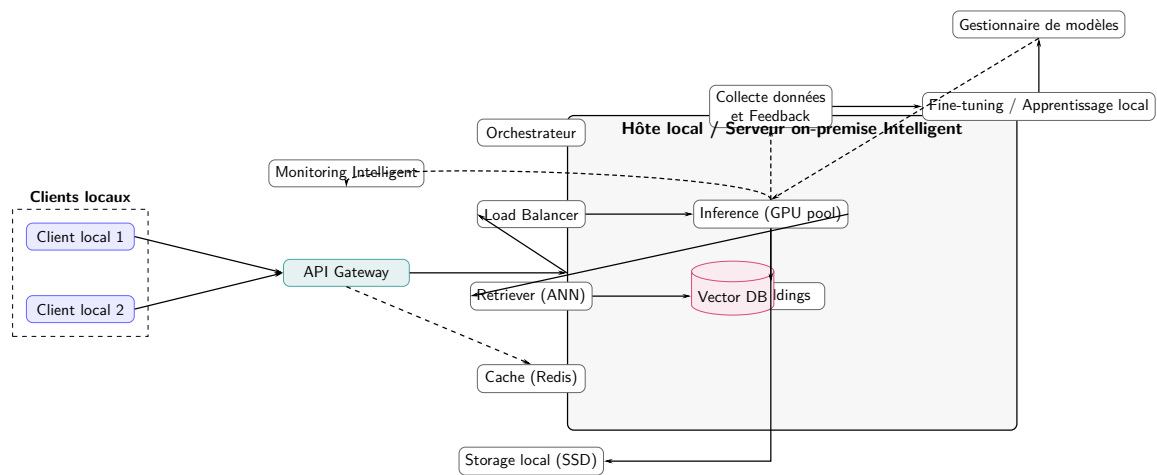 Gestionnaire de modèles
Collecte données
et Feedback
Fine-tuning / Apprentissage local
Orchestrateur
Hôte local / Serveur on-premise Intelligent
Monitoring Intelligent
Clients locaux
Client local 1
Load Balancer
Inference (GPU pool)
API Gateway
Retriever (ANN)
Vector DB
ldings
Client local 2
Cache (Redis)
Storage local (SSD)